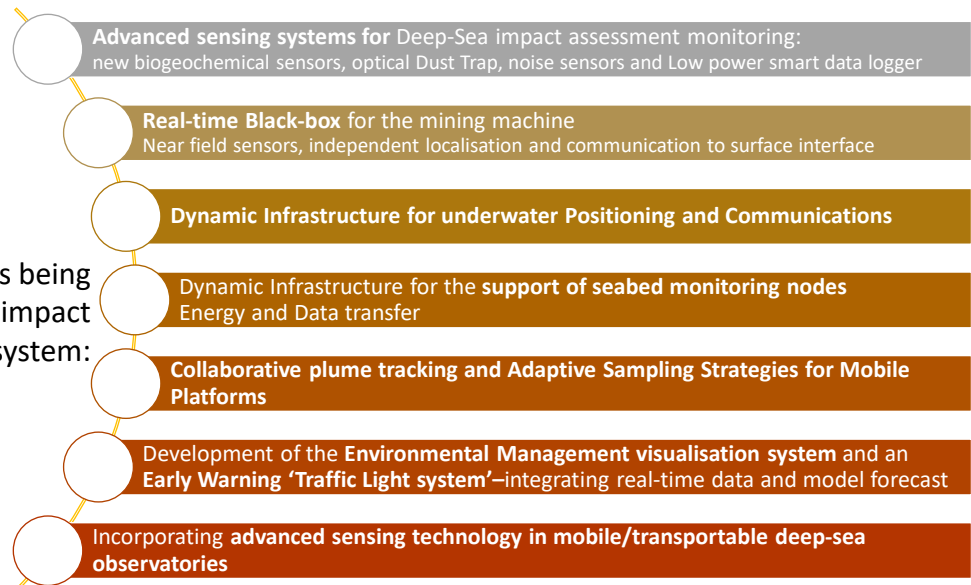 Advanced sensing systems for Deep-Sea impact assessment monitoring:
new biogeochemical sensors, optical Dust Trap, noise sensors and Low power smart data logger
Real-time Black-box for the mining machine
Near field sensors, independent localisation and communication to surface interface
Dynamic Infrastructure for underwater Positioning and Communications
s being
impact
system:
Dynamic Infrastructure for the support of seabed monitoring nodes
Energy and Data transfer
Collaborative plume tracking and Adaptive Sampling Strategies for Mobile
Platforms
Development of the Environmental Management visualisation system and an
Early Warning ‘Traffic Light system’–integrating real-time data and model forecast
Incorporating advanced sensing technology in mobile/transportable deep-sea
observatories